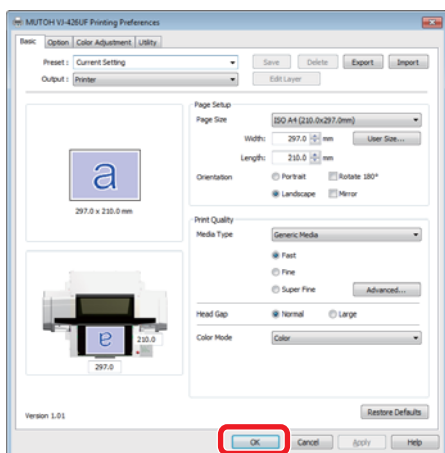 MUTOH VJ-426UF Printing Preferences
Basic Option Color Adjustment Utility
Preset : Current Setting Save Delete Export Import
Output : Printer Edit Layer
Page Setup
Page Size ISO A4 (210.0x297.0mm)
Width: 297.0 mm User Size...
Length: 210.0 mm
Orientation Portrait Rotate 180°
Landscape Mirror
a
297.0 x 210.0 mm
Print Quality
Media Type Generic Media
Fast
Fine
Super Fine Advanced...
Head Gap Normal Large
Color Mode Color
a
210.0
297.0
Version 1.01 Restore Defaults
OK Cancel Apply Help